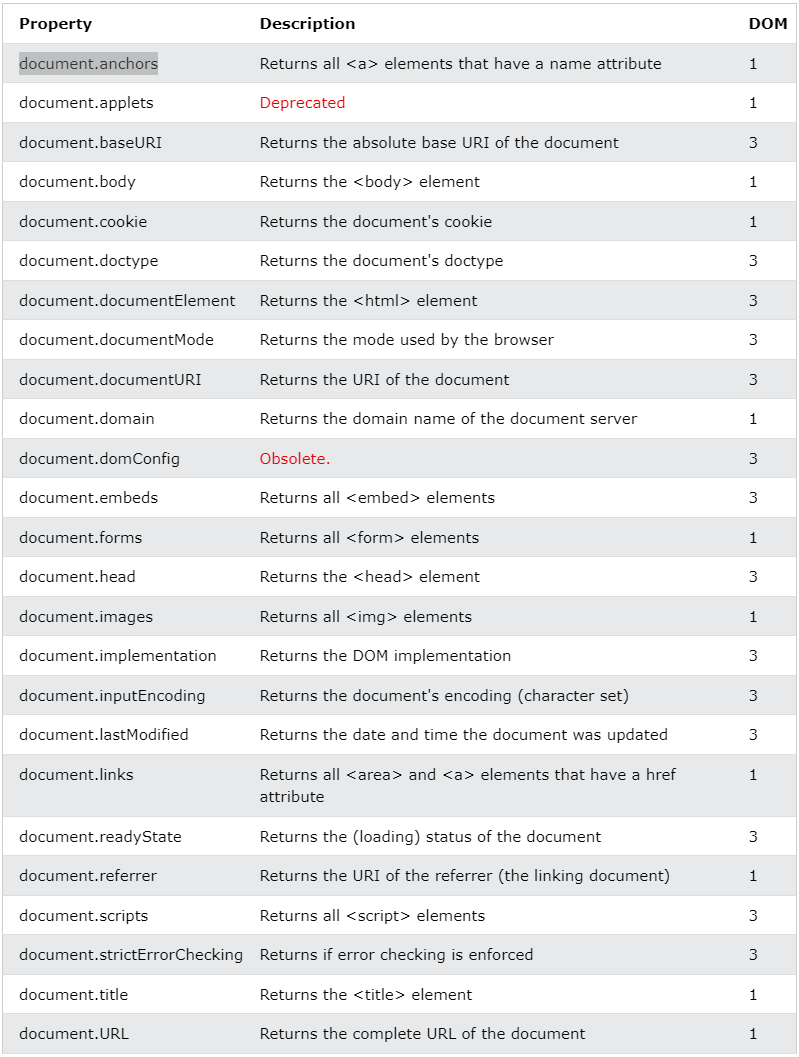 Property Description DOM
document.anchors Returns all <a> elements that have a name attribute 1
document.applets Deprecated 1
document.baseURI Returns the absolute base URI of the document 3
document.body Returns the <body> element 1
document.cookie Returns the document's cookie 1
document.doctype Returns the document's doctype 3
document.documentElement Returns the <html> element 3
document.documentMode Returns the mode used by the browser 3
document.documentURI Returns the URI of the document 3
document.domain Returns the domain name of the document server 1
document.domConfig Obsolete. 3
document.embeds Returns all <embed> elements 3
document.forms Returns all <form> elements 1
document.head Returns the <head> element 3
document.images Returns all <img> elements 1
document.implementation Returns the DOM implementation 3
document.inputEncoding Returns the document's encoding (character set) 3
document.lastModified Returns the date and time the document was updated 3
document.links Returns all <area> and <a> elements that have a href 1
attribute
document.readyState Returns the (loading) status of the document 3
document.referrer Returns the URI of the referrer (the linking document) 1
document.scripts Returns all <script> elements 3
document.strictErrorChecking Returns if error checking is enforced 3
document.title Returns the <title> element 1
document.URL Returns the complete URL of the document 1